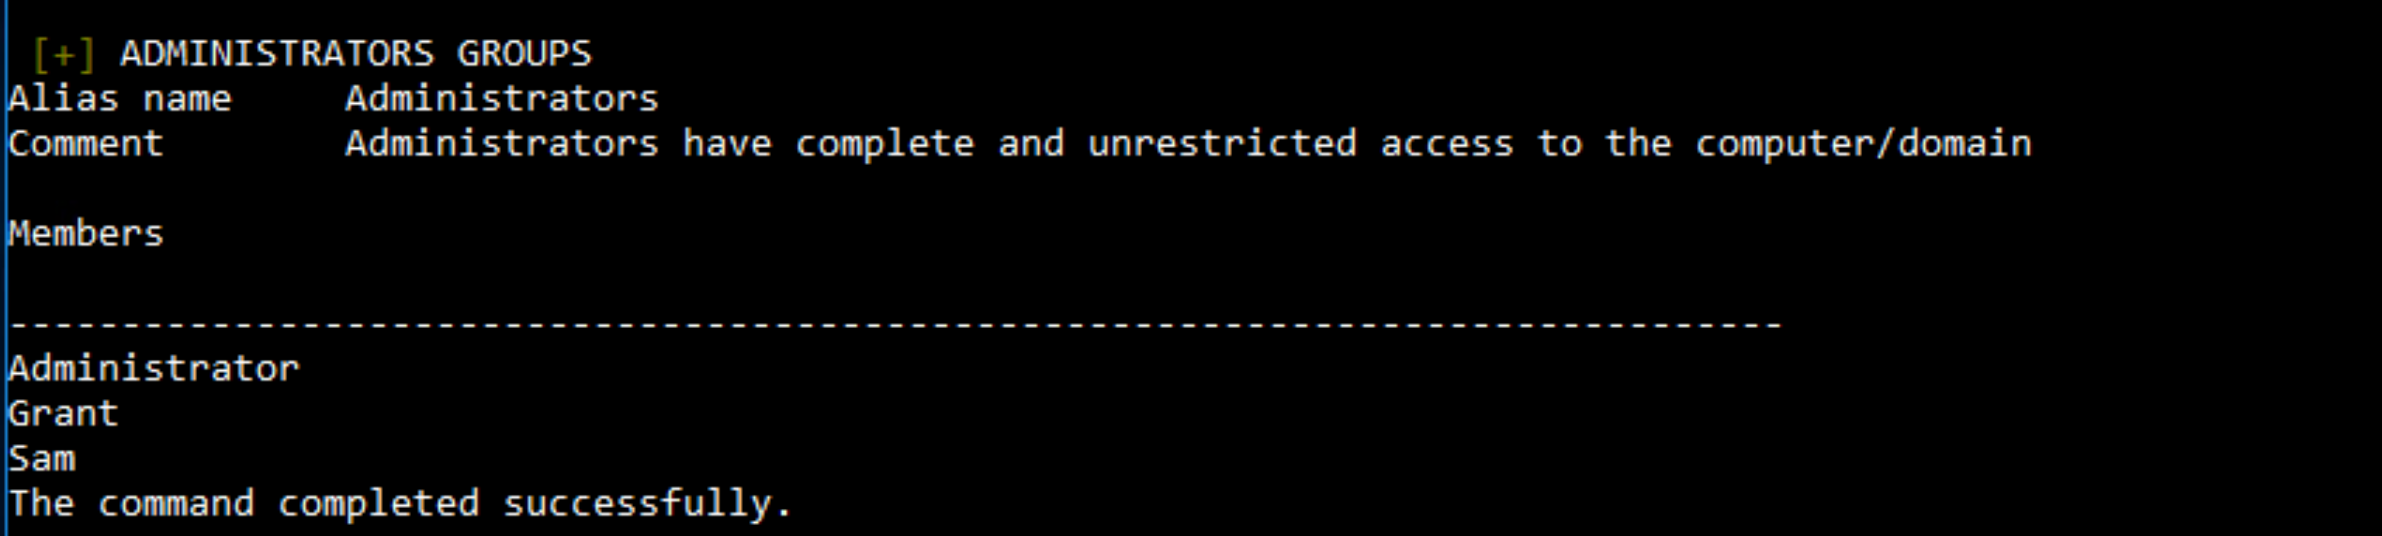 [+] ADMINISTRATORS GROUPS
Alias name     Administrators
Comment        Administrators have complete and unrestricted access to the computer/domain
Members
-------------------------------------------------------------------------------
Administrator
Grant
Sam
The command completed successfully.